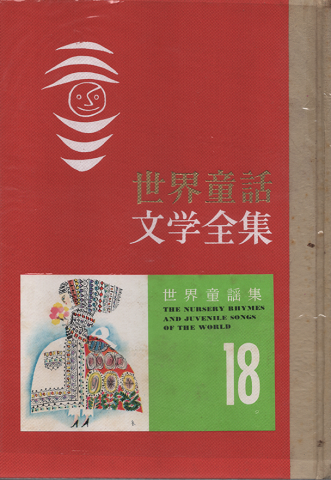 世界童話
文学全集
世界童謡集
THE NURSERY RHYMES
AND JUVENILE SONGS
OF THE WORLD
18